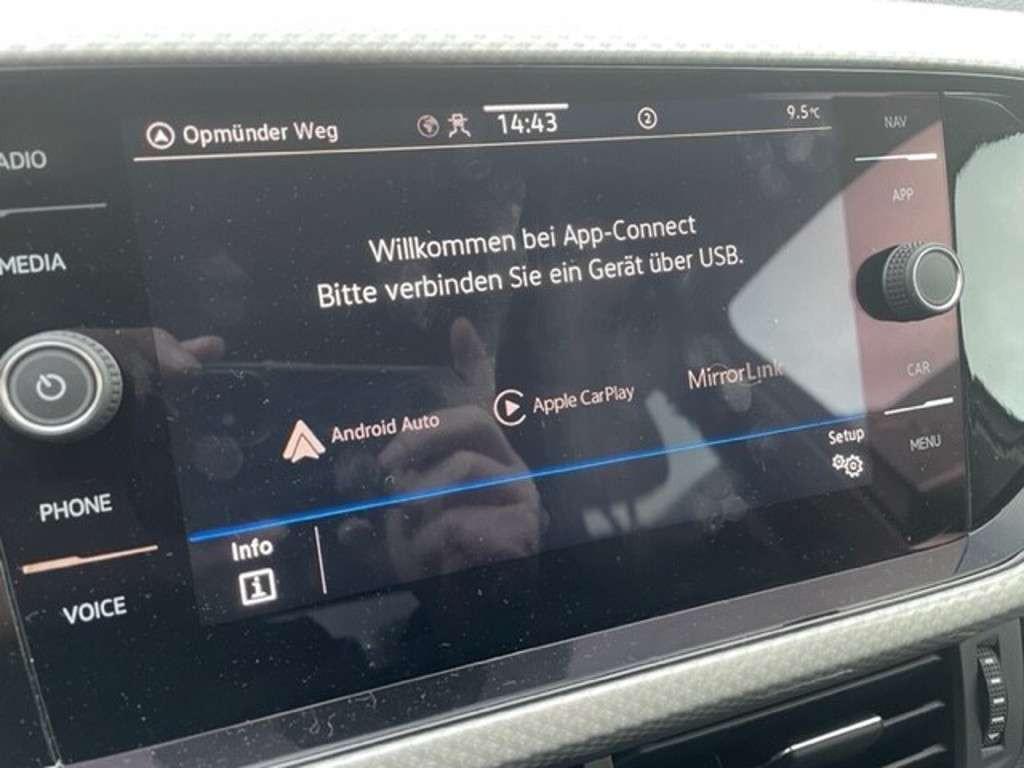 Opmünder Weg
14:43
2
9.5°C
ADIO
MEDIA
PHONE
VOICE
NAV
APP
CAR
MENU
Willkommen bei App-Connect
Bitte verbinden Sie ein Gerät über USB.
Android Auto
Apple CarPlay
MirrorLink
Setup
Info